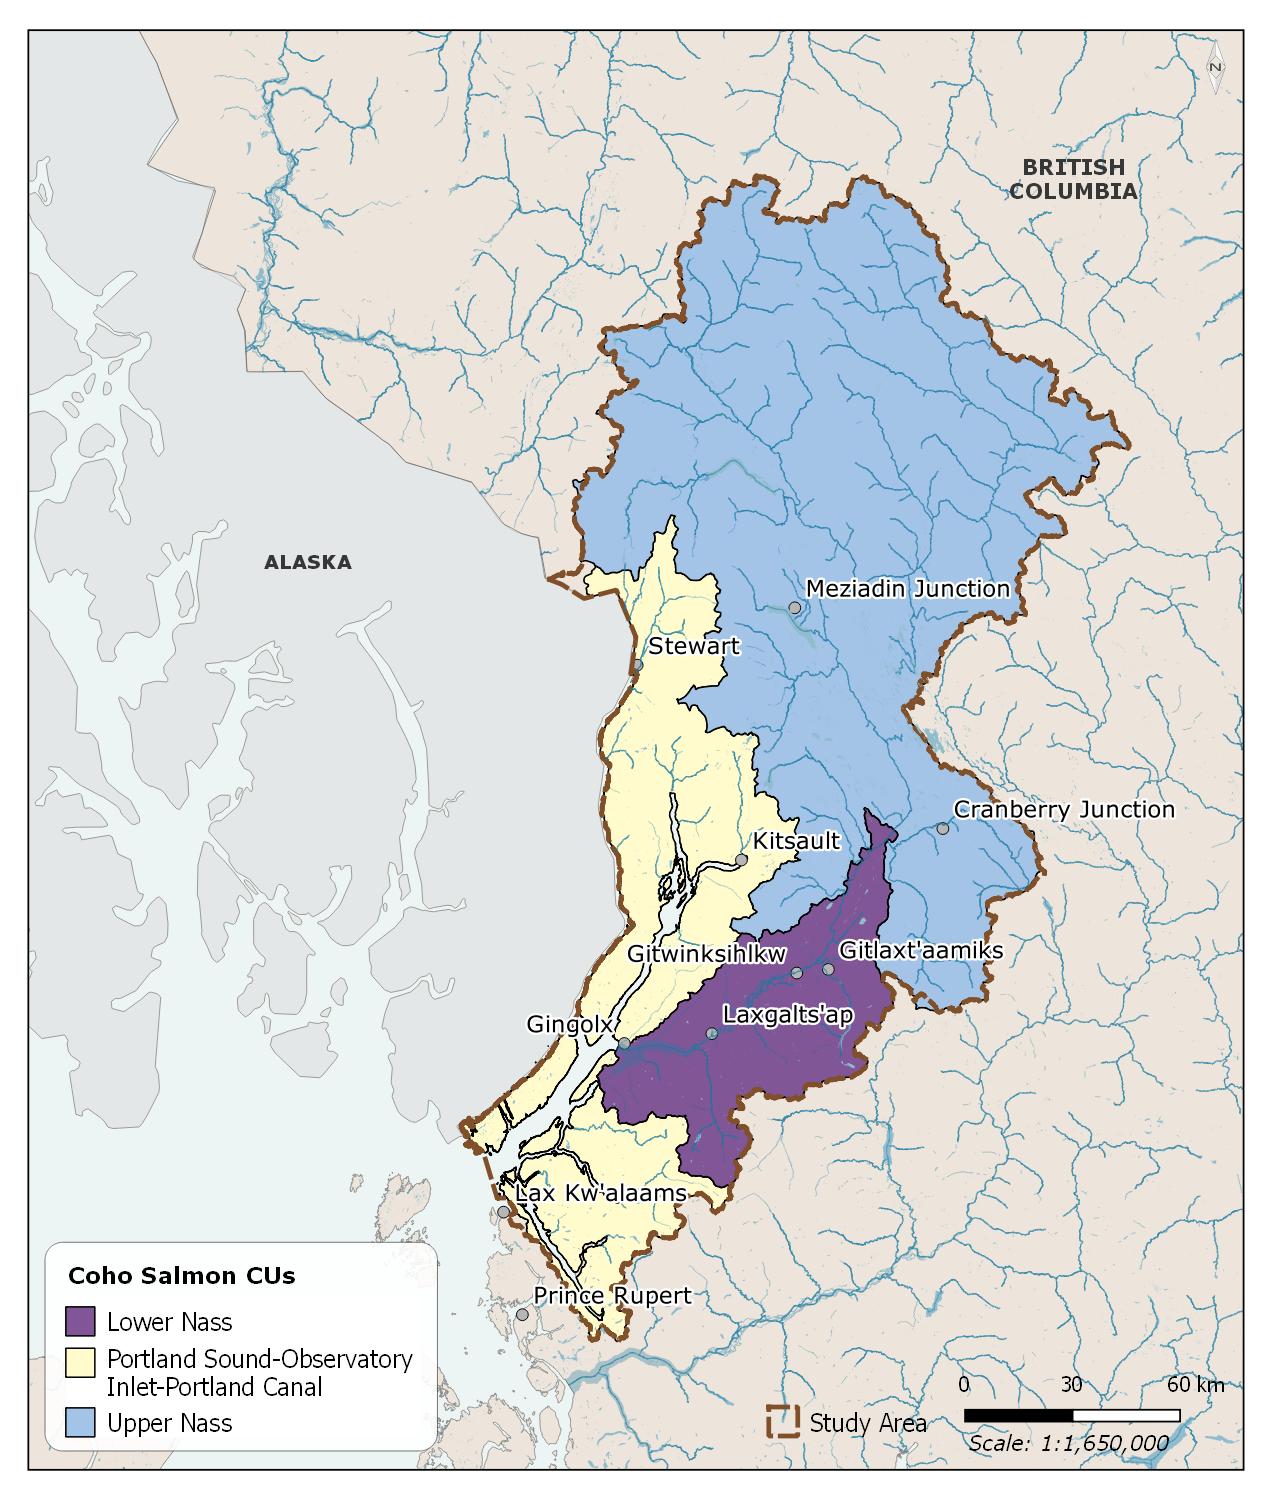 N
BRITISH
COLUMBIA
ALASKA
Meziadin Junction
Stewart
Cranberry Junction
Kitsault
Gitwinksihlkw
Gitlaxt'aamiks
Laxgalts'ap
Gingolx
Lax Kw'alaams
Prince Rupert
Coho Salmon CUs
Lower Nass
Portland Sound-Observatory
Inlet-Portland Canal
Upper Nass
Study Area
0 30 60 km
Scale: 1:1,650,000